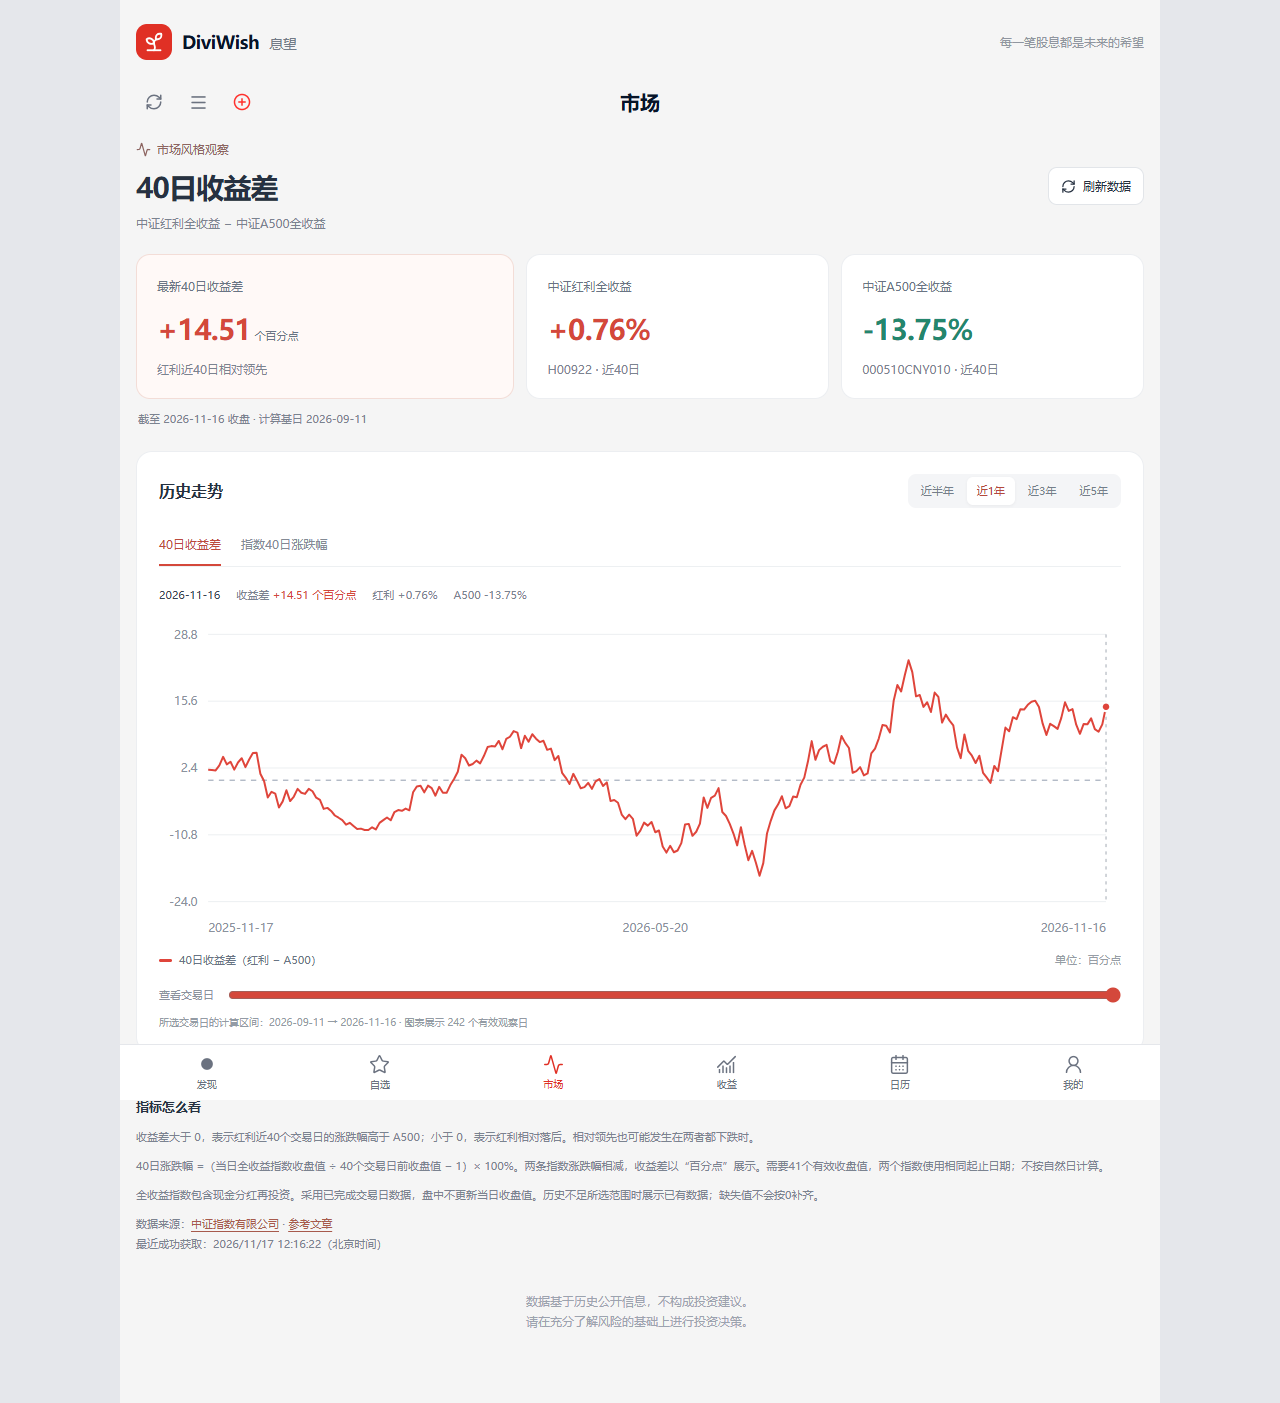 DiviWish 息望
每一笔股息都是未来的希望
市场
市场风格观察
40日收益差
刷新数据
中证红利全收益 − 中证A500全收益
最新40日收益差
+14.51 个百分点
红利近40日相对领先
中证红利全收益
+0.76%
H00922 · 近40日
中证A500全收益
-13.75%
000510CNY010 · 近40日
截至 2026-11-16 收盘 · 计算基日 2026-09-11
历史走势
近半年 近1年 近3年 近5年
40日收益差 指数40日涨跌幅
2026-11-16 收益差 +14.51 个百分点 红利 +0.76% A500 -13.75%
28.8
15.6
2.4
-10.8
-24.0
2025-11-17 2026-05-20 2026-11-16
40日收益差（红利 − A500） 单位：百分点
查看交易日
所选交易日的计算区间：2026-09-11 → 2026-11-16 · 图表展示 242 个有效观察日
发现 自选 市场 收益 日历 我的
指标怎么看
收益差大于 0，表示红利近40个交易日的涨跌幅高于 A500；小于 0，表示红利相对落后。相对领先也可能发生在两者都下跌时。
40日涨跌幅 =（当日全收益指数收盘值 ÷ 40个交易日前收盘值 − 1）× 100%。两条指数涨跌幅相减，收益差以“百分点”展示。需要41个有效收盘值，两个指数使用相同起止日期；不按自然日计算。
全收益指数包含现金分红再投资。采用已完成交易日数据，盘中不更新当日收盘值。历史不足所选范围时展示已有数据；缺失值不会按0补齐。
数据来源：中证指数有限公司 · 参考文章
最近成功获取：2026/11/17 12:16:22（北京时间）
数据基于历史公开信息，不构成投资建议。
请在充分了解风险的基础上进行投资决策。